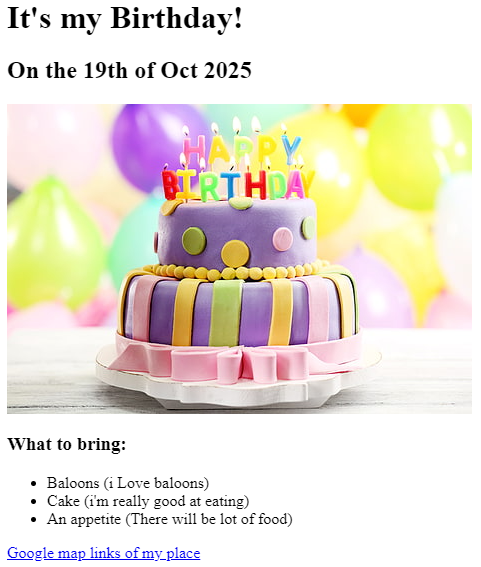 It's my Birthday!
On the 19th of Oct 2025
HAPPY
BIRTHDAY
What to bring:
Baloons (i Love baloons)
Cake (i'm really good at eating)
An appetite (There will be lot of food)
Google map links of my place